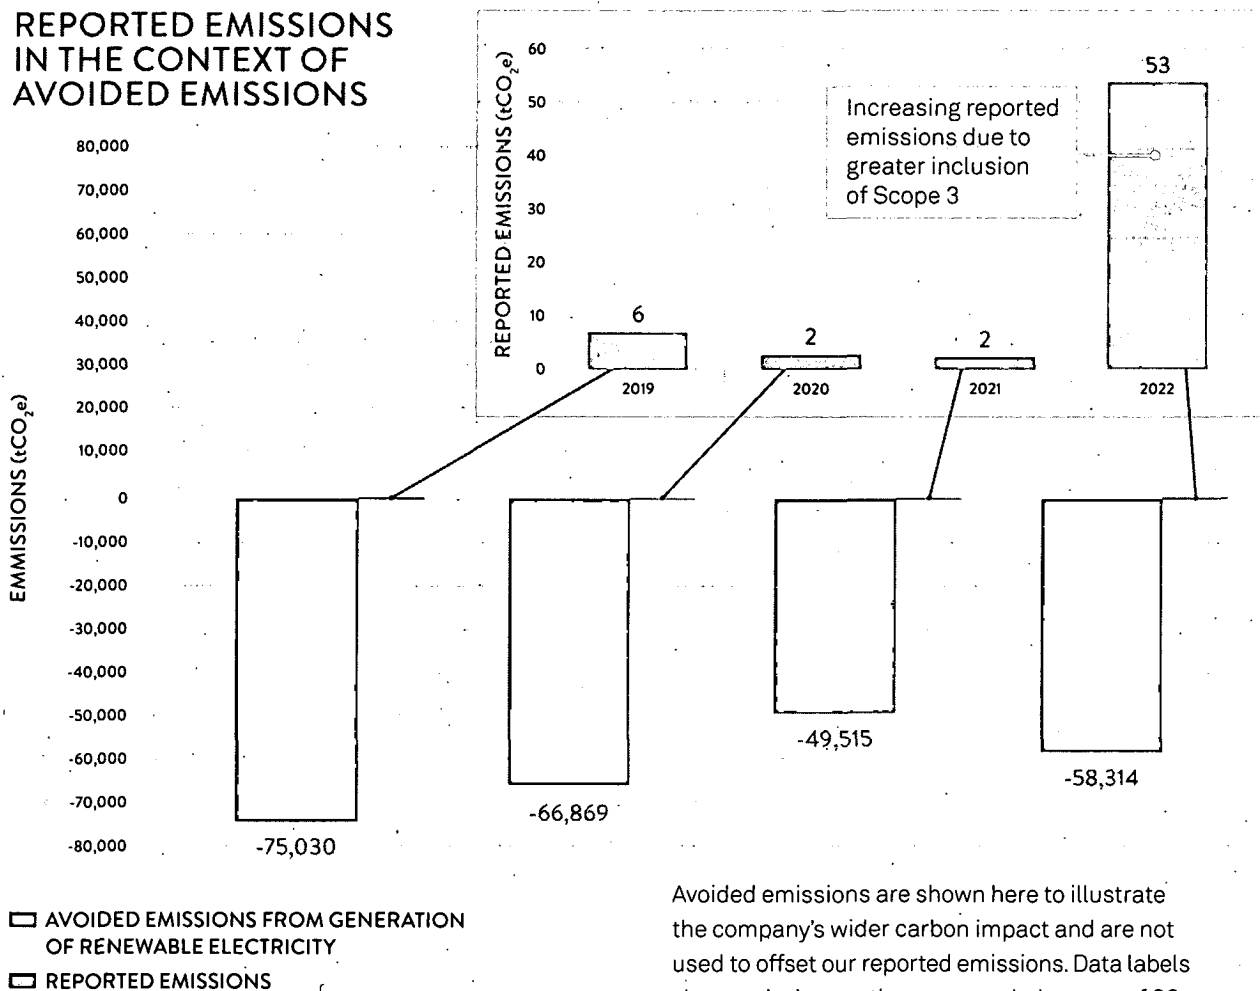 REPORTED EMISSIONS
IN THE CONTEXT OF
AVOIDED EMISSIONS
REPORTED EMISSIONS (tCO₂e)
60
50
40
30
20
10
0
53
6
2
2
Increasing reported
emissions due to
greater inclusion
of Scope 3
2019
2020
2021
2022
EMMISSIONS (tCO₂e)
80,000
70,000
60,000
50,000
40,000
30,000
20,000
10,000
0
-10,000
-20,000
-30,000
-40,000
-50,000
-60,000
-70,000
-80,000
-75,030
-66,869
-49,515
-58,314
AVOIDED EMISSIONS FROM GENERATION
OF RENEWABLE ELECTRICITY
REPORTED EMISSIONS
Avoided emissions are shown here to illustrate
the company's wider carbon impact and are not
used to offset our reported emissions. Data labels